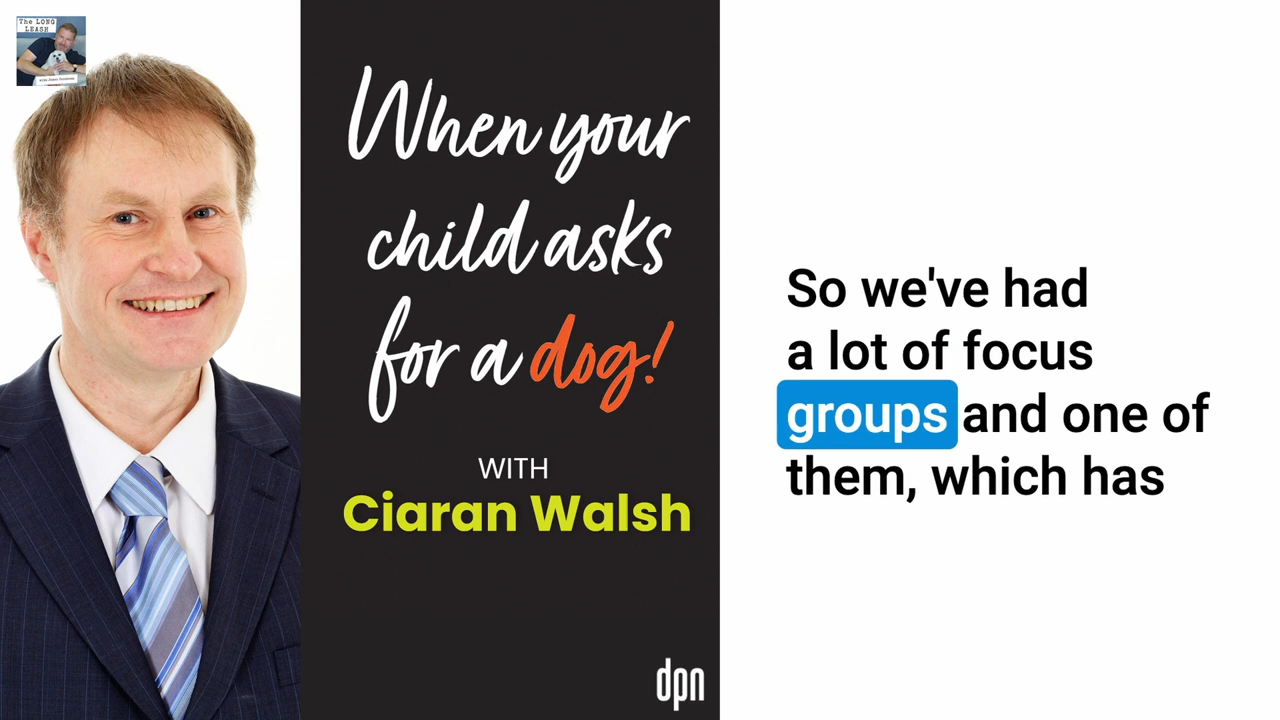 The LONG
LEASH
When your
child asks
for a dog!
WITH
Ciaran Walsh
dpn
So we've had
a lot of focus
groups and one of
them, which has